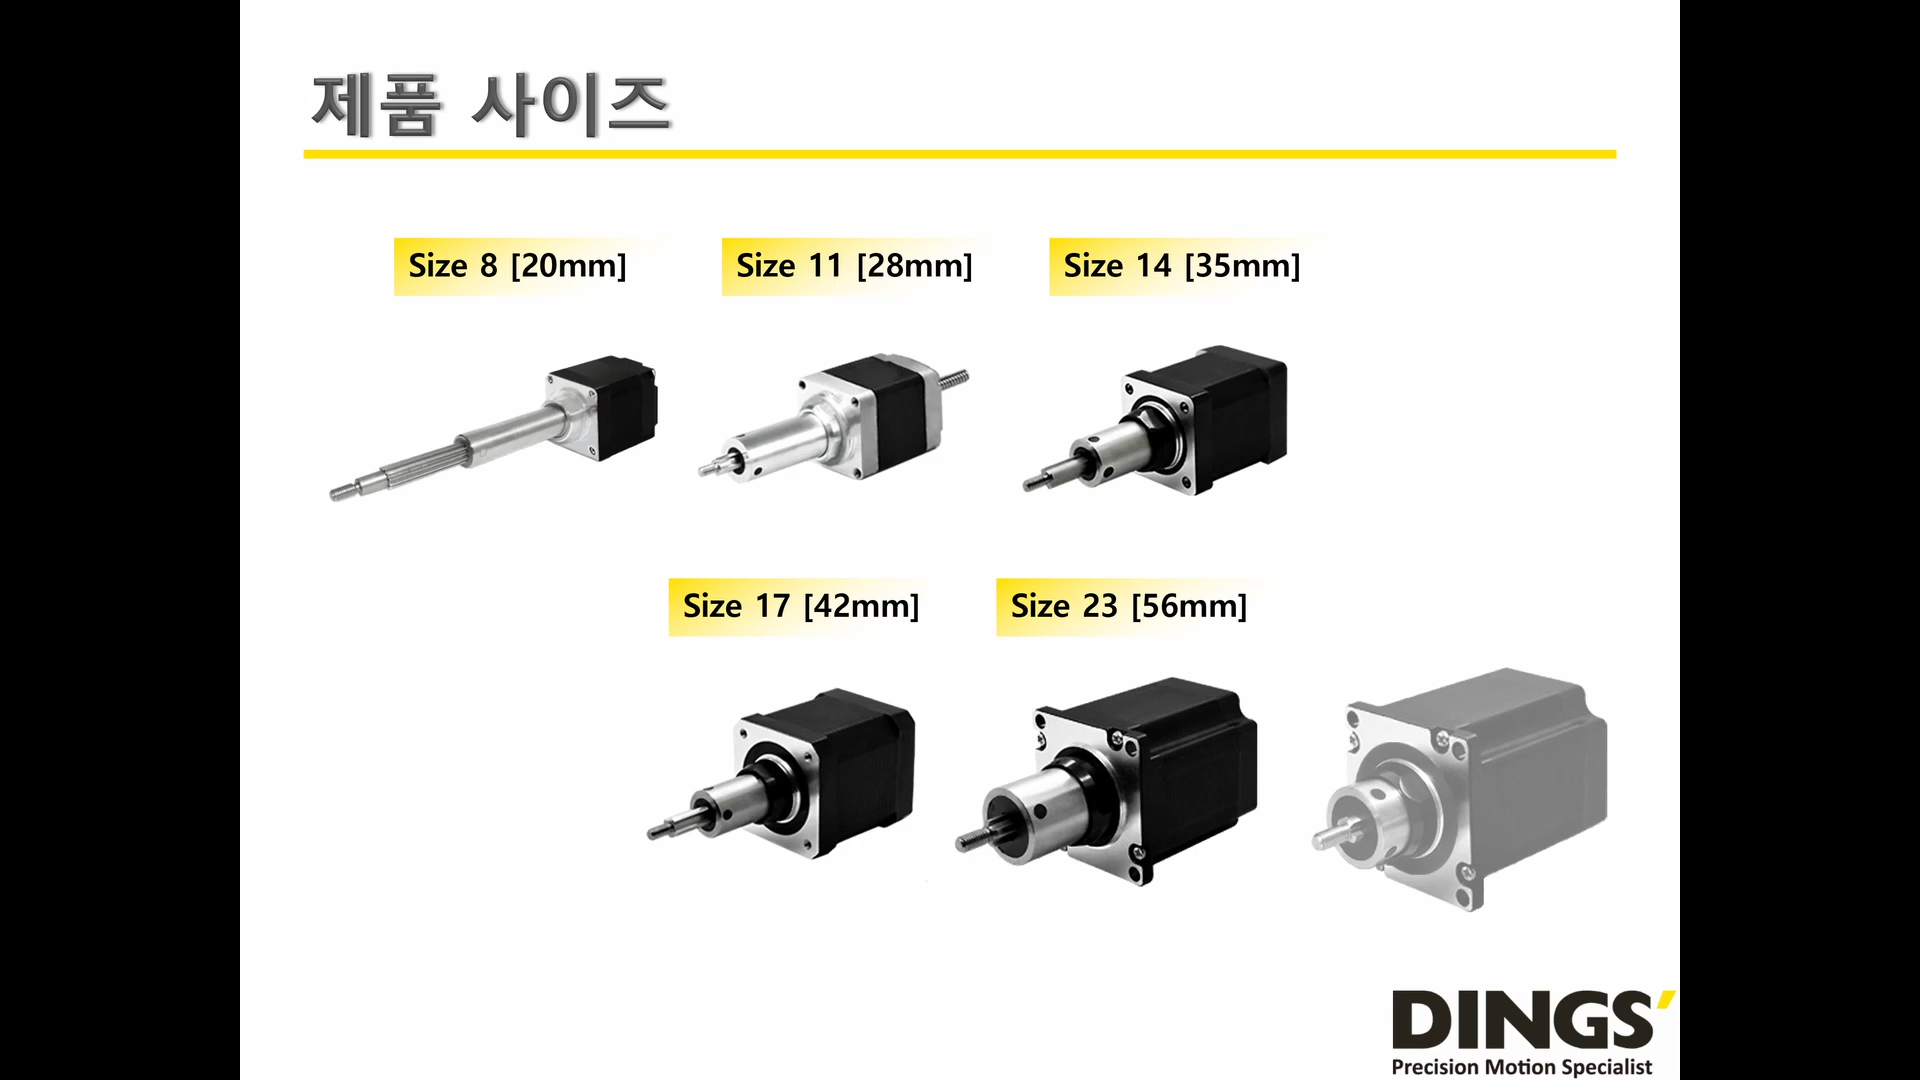 제품 사이즈
Size 8 [20mm]
Size 11 [28mm]
Size 14 [35mm]
Size 17 [42mm]
Size 23 [56mm]
DINGS'
Precision Motion Specialist